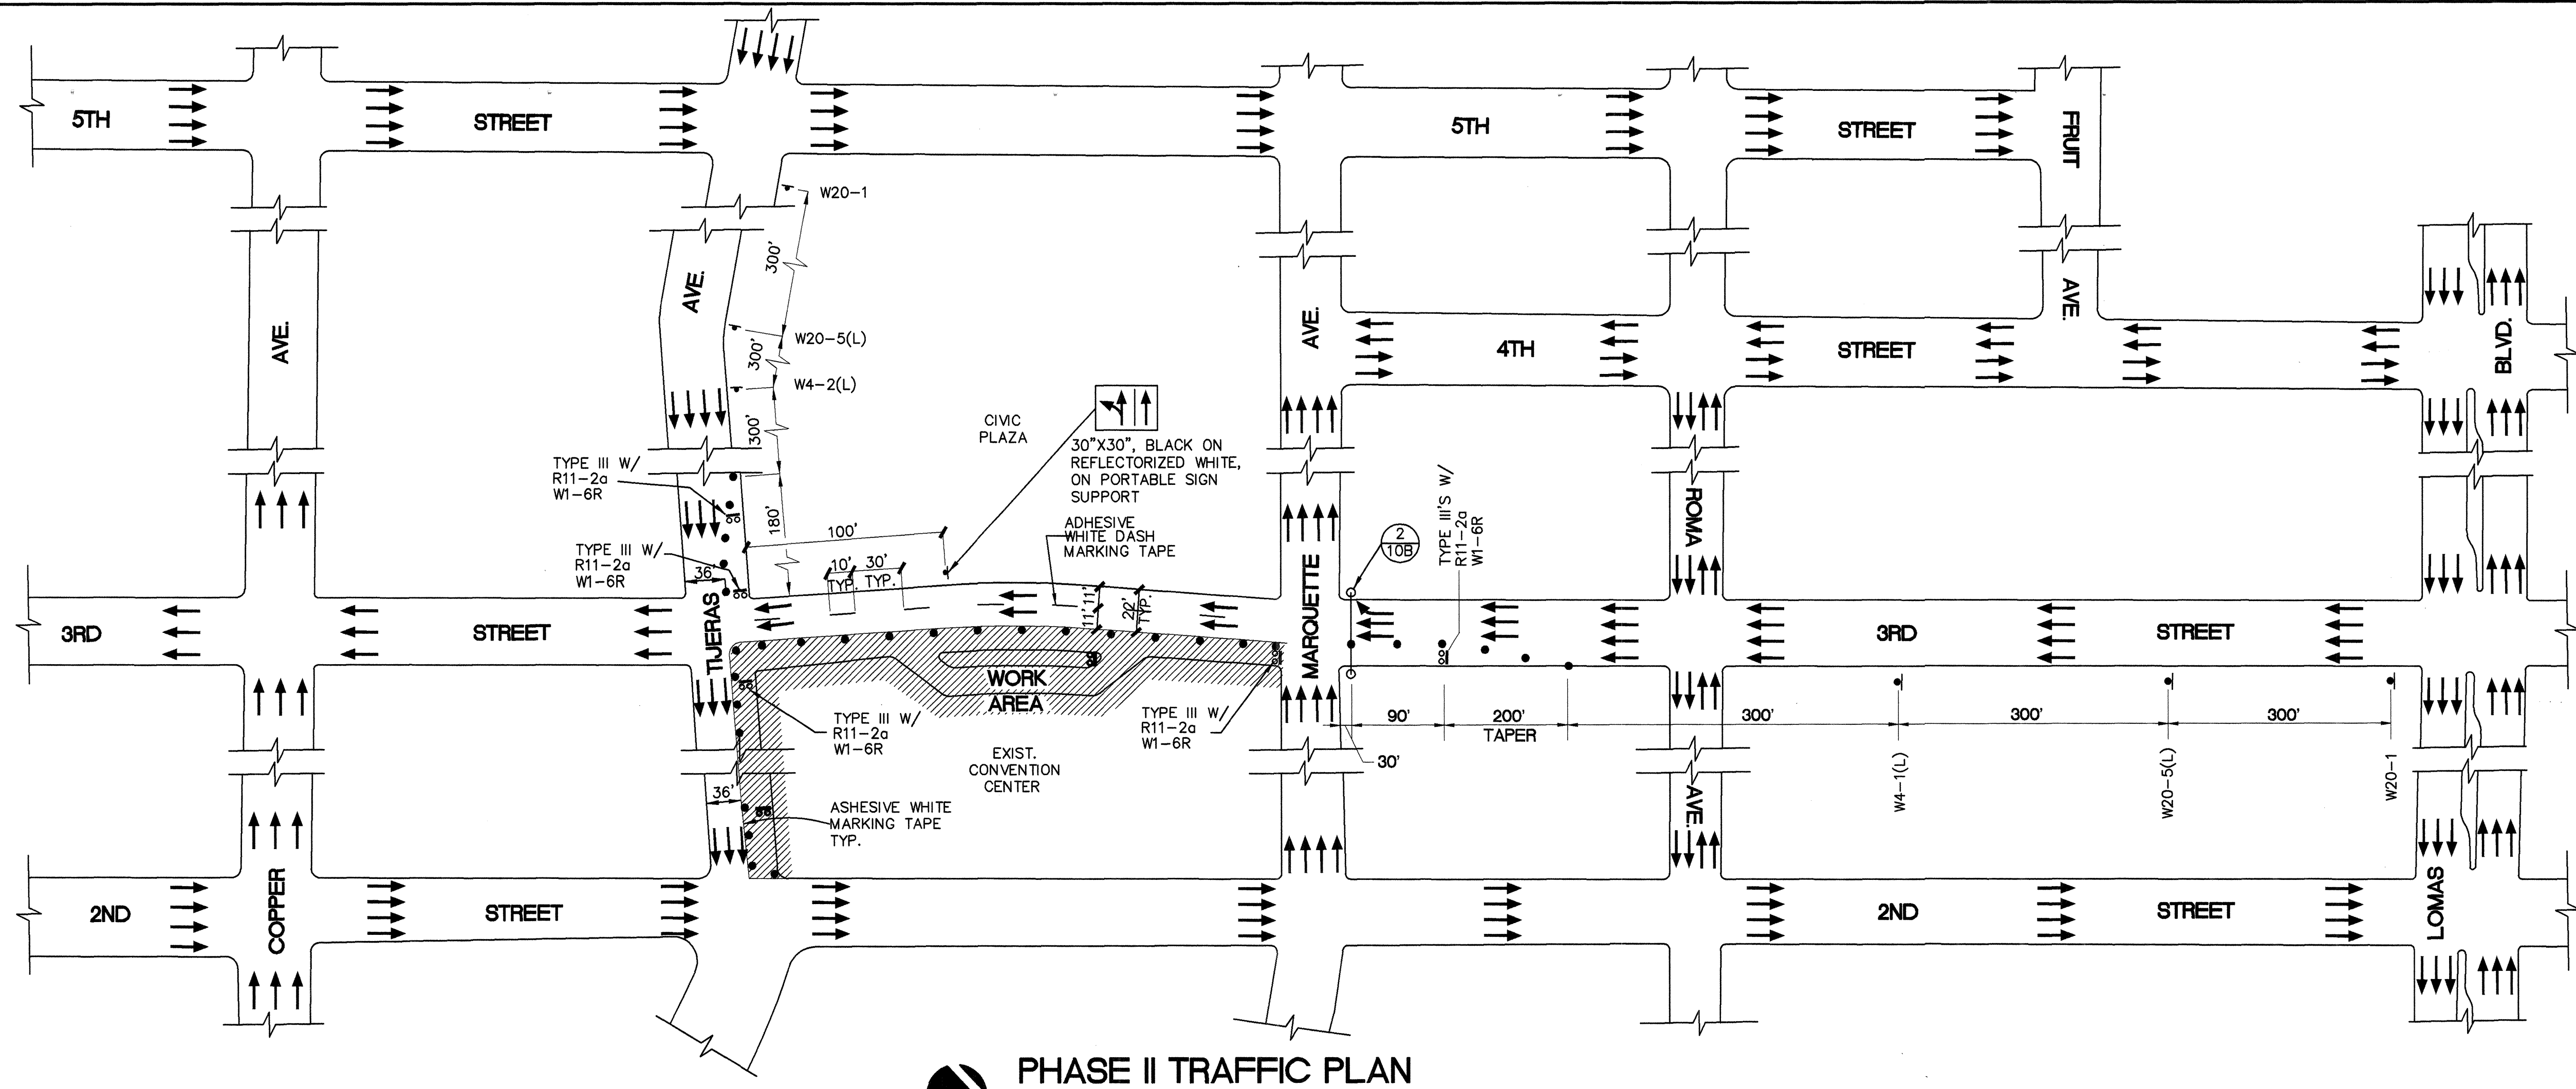 5TH
STREET
5TH
STREET
FRUIT
AVE.
W20-1
300'
W20-5(L)
300'
W4-2(L)
300'
180'
AVE.
AVE.
AVE.
4TH
STREET
BLVD.
CIVIC
PLAZA
30"X30", BLACK ON
REFLECTORIZED WHITE,
ON PORTABLE SIGN
SUPPORT
ADHESIVE
WHITE DASH
MARKING TAPE
TYPE III W/
R11-2a
W1-6R
TYPE III W/
R11-2a
W1-6R
36'
100'
10'
TYP.
30'
TYP.
11'
11'
22'
TYP.
2
10B
TYPE III'S W/
R11-2a
W1-6R
ROMA
AVE.
3RD
STREET
TIJERAS
MARQUETTE
3RD
STREET
WORK
AREA
TYPE III W/
R11-2a
W1-6R
TYPE III W/
R11-2a
W1-6R
EXIST.
CONVENTION
CENTER
90'
200'
TAPER
300'
300'
300'
30'
W4-1(L)
W20-5(L)
W20-1
36'
ASHESIVE WHITE
MARKING TAPE
TYP.
2ND
COPPER
STREET
2ND
STREET
LOMAS
PHASE II TRAFFIC PLAN